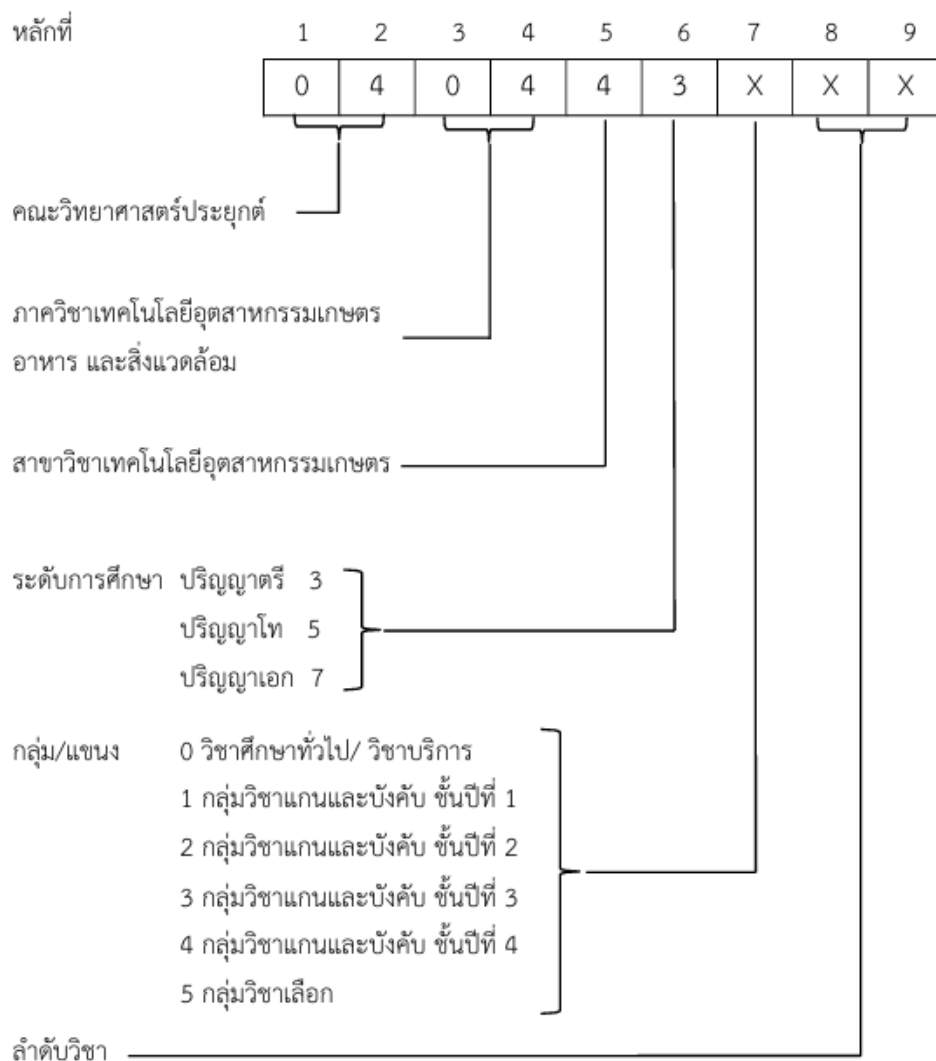 หลักที่ 1 2 3 4 5 6 7 8 9
0 4 0 4 4 3 X X X
คณะวิทยาศาสตร์ประยุกต์
ภาควิชาเทคโนโลยีอุตสาหกรรมเกษตร
อาหาร และสิ่งแวดล้อม
สาขาวิชาเทคโนโลยีอุตสาหกรรมเกษตร
ระดับการศึกษา ปริญญาตรี 3
ปริญญาโท 5
ปริญญาเอก 7
กลุ่ม/แขนง 0 วิชาศึกษาทั่วไป/ วิชาบริการ
1 กลุ่มวิชาแกนและบังคับ ชั้นปีที่ 1
2 กลุ่มวิชาแกนและบังคับ ชั้นปีที่ 2
3 กลุ่มวิชาแกนและบังคับ ชั้นปีที่ 3
4 กลุ่มวิชาแกนและบังคับ ชั้นปีที่ 4
5 กลุ่มวิชาเลือก
ลำดับวิชา